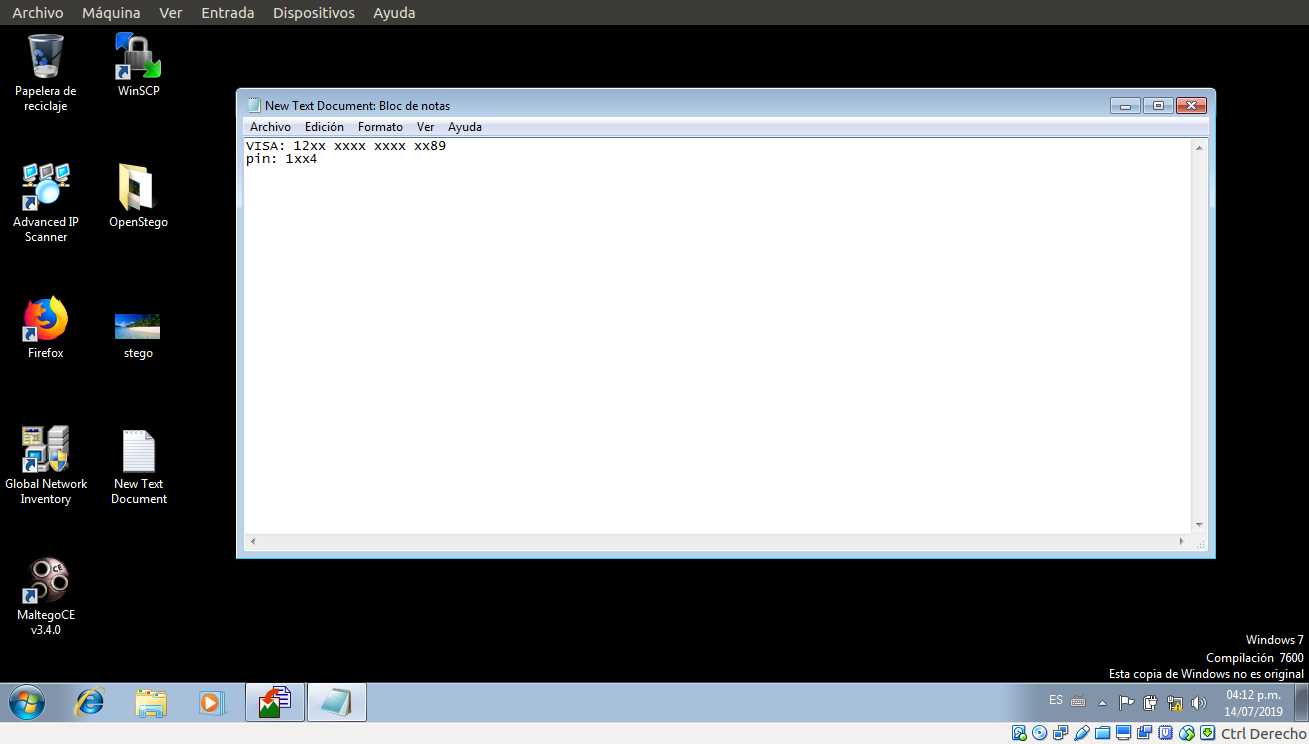 Archivo Máquina Ver Entrada Dispositivos Ayuda
Papelera de
reciclaje
WinSCP
Advanced IP
Scanner
OpenStego
Firefox
stego
Global Network
Inventory
New Text
Document
CE
MaltegoCE
v3.4.0
New Text Document: Bloc de notas
Archivo Edición Formato Ver Ayuda
VISA: 12xx xxxx xxxx xx89
pin: 1xx4
Windows 7
Compilación 7600
Esta copia de Windows no es original
ES
04:12 p.m.
14/07/2019
Ctrl Derecho